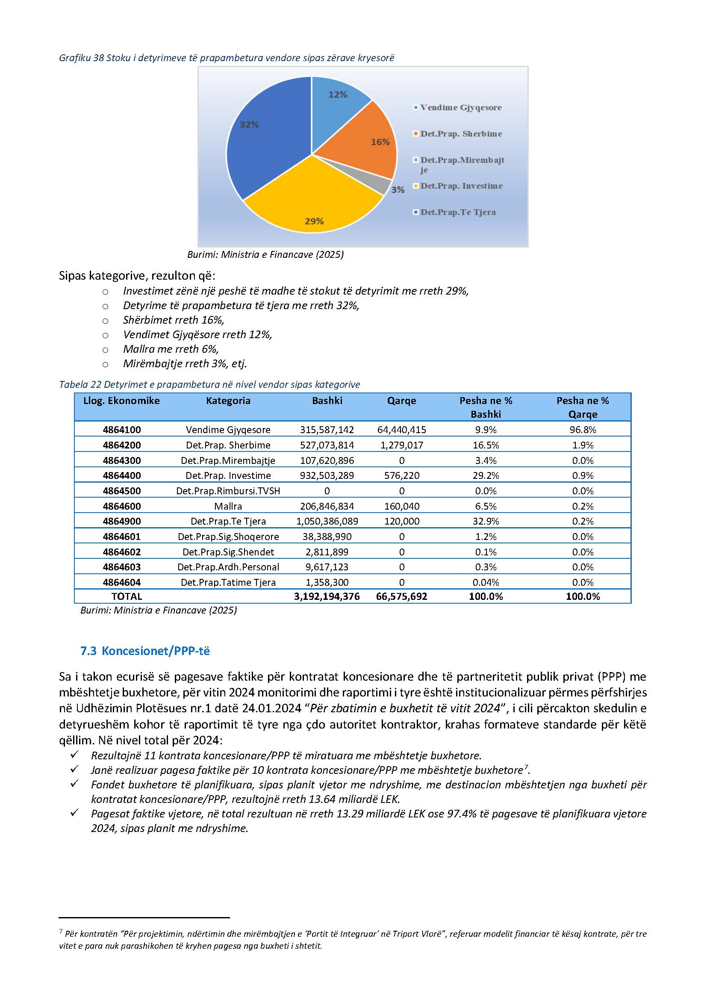 Grafiku 38 Stoku i detyrimeve të prapambetura vendore sipas zërave kryesorë
12%
16%
3%
29%
32%
Vendime Gjyqesore
Det.Prap. Sherbime
Det.Prap.Mirembajt
je
Det.Prap. Investime
Det.Prap.Te Tjera
Burimi: Ministria e Financave (2025)
Sipas kategorive, rezulton që:
o Investimet zënë një peshë të madhe të stokut të detyrimit me rreth 29%,
o Detyrime të prapambetura të tjera me rreth 32%,
o Shërbimet rreth 16%,
o Vendimet Gjyqësore rreth 12%,
o Mallra me rreth 6%,
o Mirëmbajtje rreth 3%, etj.
Tabela 22 Detyrimet e prapambetura në nivel vendor sipas kategorive
Llog. Ekonomike Kategoria Bashki Qarqe Pesha ne % Pesha ne %
Bashki Qarqe
4864100 Vendime Gjyqesore 315,587,142 64,440,415 9.9% 96.8%
4864200 Det.Prap. Sherbime 527,073,814 1,279,017 16.5% 1.9%
4864300 Det.Prap.Mirembajtje 107,620,896 0 3.4% 0.0%
4864400 Det.Prap. Investime 932,503,289 576,220 29.2% 0.9%
4864500 Det.Prap.Rimbursi.TVSH 0 0 0.0% 0.0%
4864600 Mallra 206,846,834 160,040 6.5% 0.2%
4864900 Det.Prap.Te Tjera 1,050,386,089 120,000 32.9% 0.2%
4864601 Det.Prap.Sig.Shoqerore 38,388,990 0 1.2% 0.0%
4864602 Det.Prap.Sig.Shendet 2,811,899 0 0.1% 0.0%
4864603 Det.Prap.Ardh.Personal 9,617,123 0 0.3% 0.0%
4864604 Det.Prap.Tatime Tjera 1,358,300 0 0.04% 0.0%
TOTAL 3,192,194,376 66,575,692 100.0% 100.0%
Burimi: Ministria e Financave (2025)
7.3 Koncesionet/PPP-të
Sa i takon ecurisë së pagesave faktike për kontratat koncesionare dhe të partneritetit publik privat (PPP) me
mbështetje buxhetore, për vitin 2024 monitorimi dhe raportimi i tyre është institucionalizuar përmes përfshirjes
në Udhëzimin Plotësues nr.1 datë 24.01.2024 “Për zbatimin e buxhetit të vitit 2024”, i cili përcakton skedulin e
detyrueshëm kohor të raportimit të tyre nga çdo autoritet kontraktor, krahas formateve standarde për këtë
qëllim. Në nivel total për 2024:
✓ Rezultojnë 11 kontrata koncesionare/PPP të miratuara me mbështetje buxhetore.
✓ Janë realizuar pagesa faktike për 10 kontrata koncesionare/PPP me mbështetje buxhetore⁷.
✓ Fondet buxhetore të planifikuara, sipas planit vjetor me ndryshime, me destinacion mbështetjen nga buxheti për
kontratat koncesionare/PPP, rezultojnë rreth 13.64 miliardë LEK.
✓ Pagesat faktike vjetore, në total rezultuan në rreth 13.29 miliardë LEK ose 97.4% të pagesave të planifikuara vjetore
2024, sipas planit me ndryshime.
⁷ Për kontratën “Për projektimin, ndërtimin dhe mirëmbajtjen e ‘Portit të Integruar’ në Triport Vlorë”, referuar modelit financiar të kësaj kontrate, për tre
vitet e para nuk parashikohen të kryhen pagesa nga buxheti i shtetit.